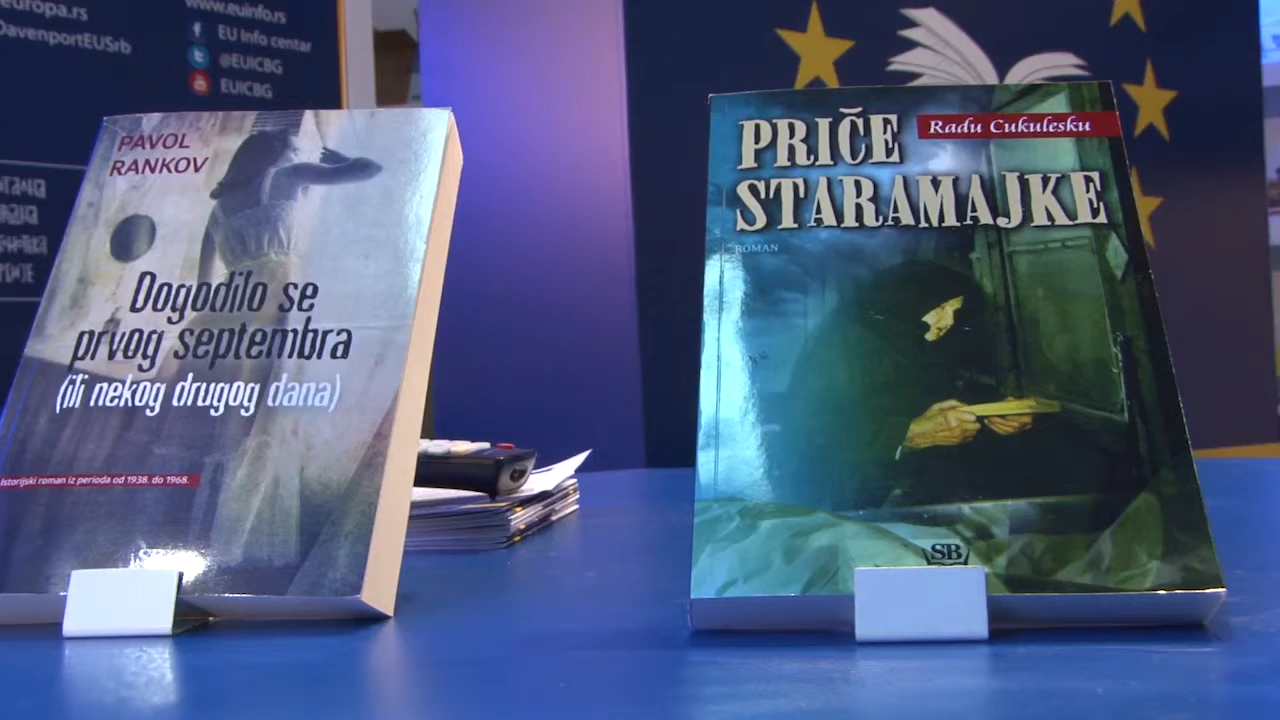 europa.rs
DavenportEUSrb
www.euinfo.rs
EU Info centar
@EUICBG
EUICBG
PAVOL
RANKOV
Dogodilo se
prvog septembra
(ili nekog drugog dana)
Istorijski roman iz perioda od 1938. do 1968.
PRIČE
Radu Cukulesku
STARAMAJKE
ROMAN
SB